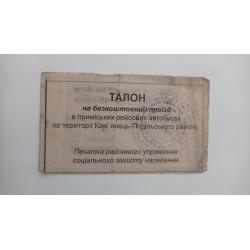 ТАЛОН
на безкоштовний проїзд
в приміських рейсових автобусах
по території Кам'янець-Подільського району
Печатка районного управління
соціального захисту населення